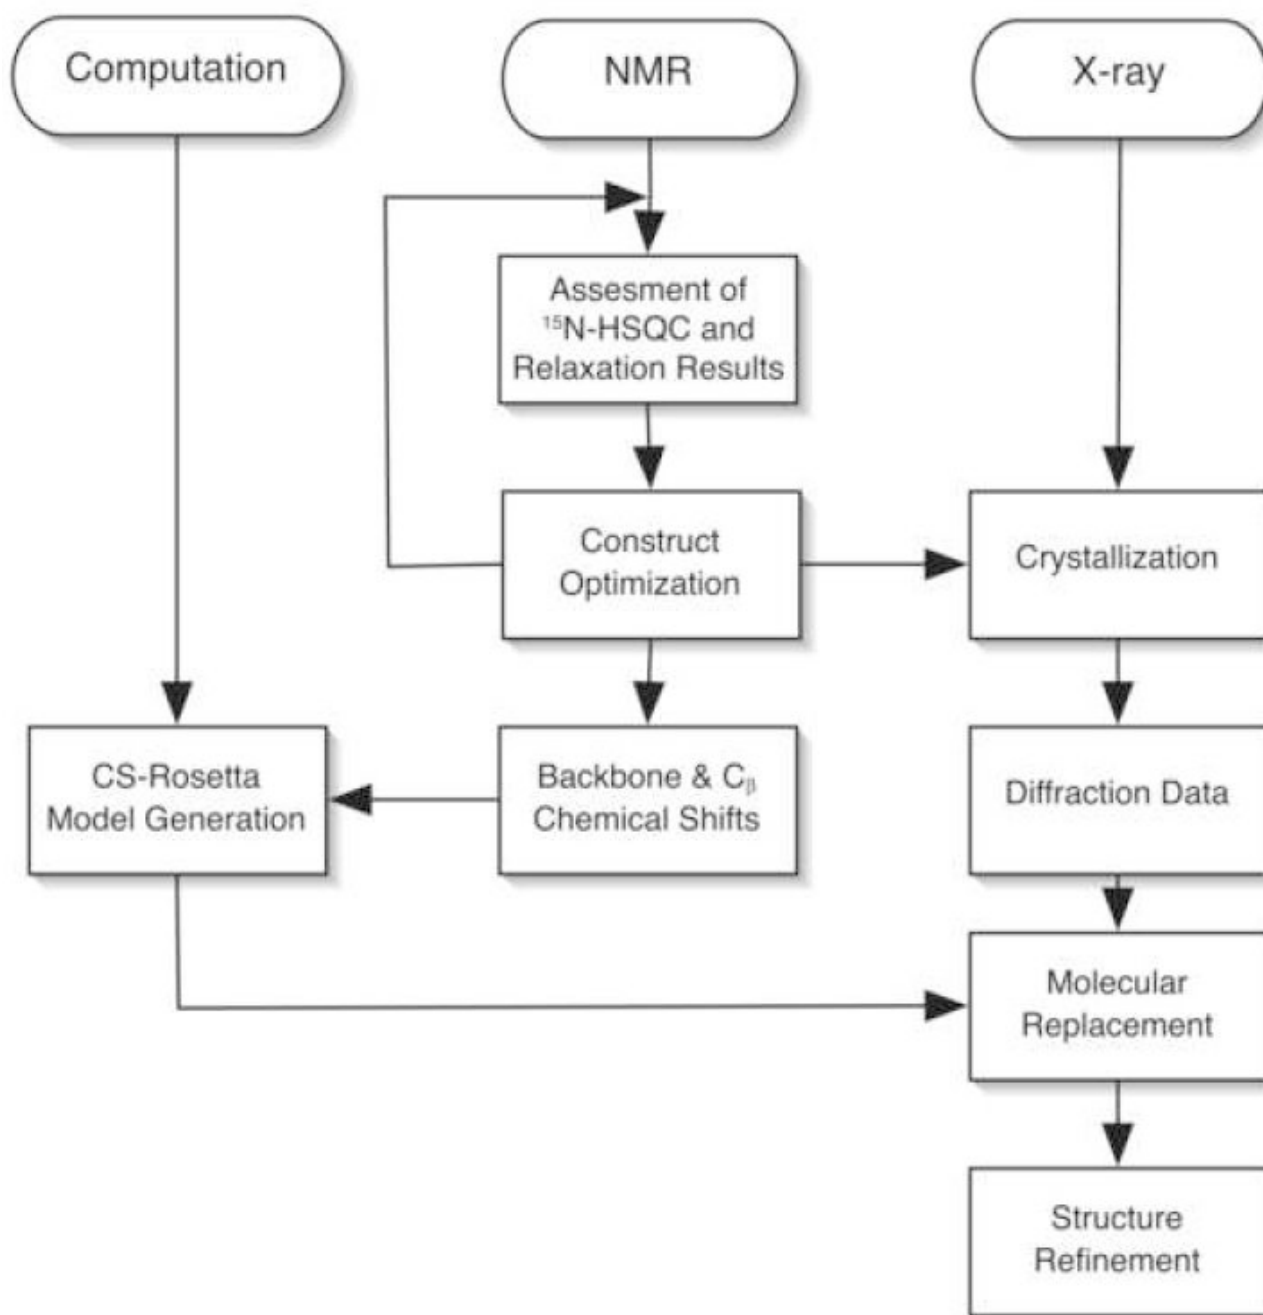 Computation
NMR
X-ray
Assesment of
¹⁵N-HSQC and
Relaxation Results
Construct
Optimization
Crystallization
CS-Rosetta
Model Generation
Backbone & Cᵦ
Chemical Shifts
Diffraction Data
Molecular
Replacement
Structure
Refinement